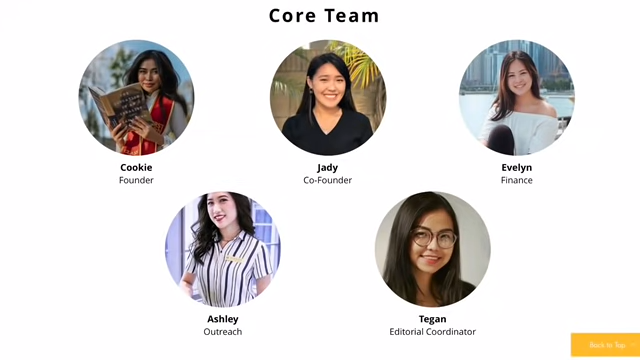 Core Team
Cookie
Founder
Jady
Co-Founder
Evelyn
Finance
Ashley
Outreach
Tegan
Editorial Coordinator
Back to Top